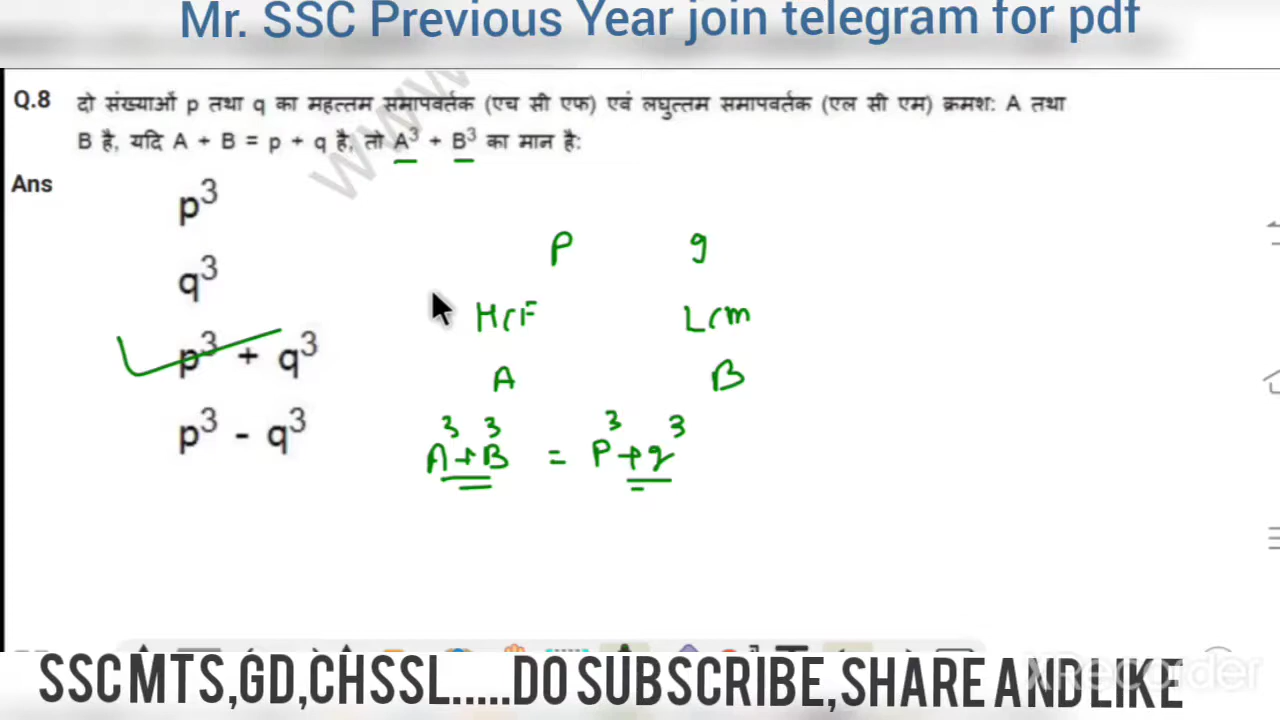 Mr. SSC Previous Year join telegram for pdf
Q.8 दो संख्याओं p तथा q का महत्तम समापवर्तक (एच सी एफ) एवं लघुत्तम समापवर्तक (एल सी एम) क्रमश: A तथा
B है, यदि A + B = p + q है, तो A³ + B³ का मान है:
Ans
p³
q³
p³ + q³
p³ - q³
P q
HCF LCM
A B
A³+B³ = P³+q³
www.
SSC MTS,GD,CHSSL.....DO SUBSCRIBE,SHARE AND LIKE
XRecorder